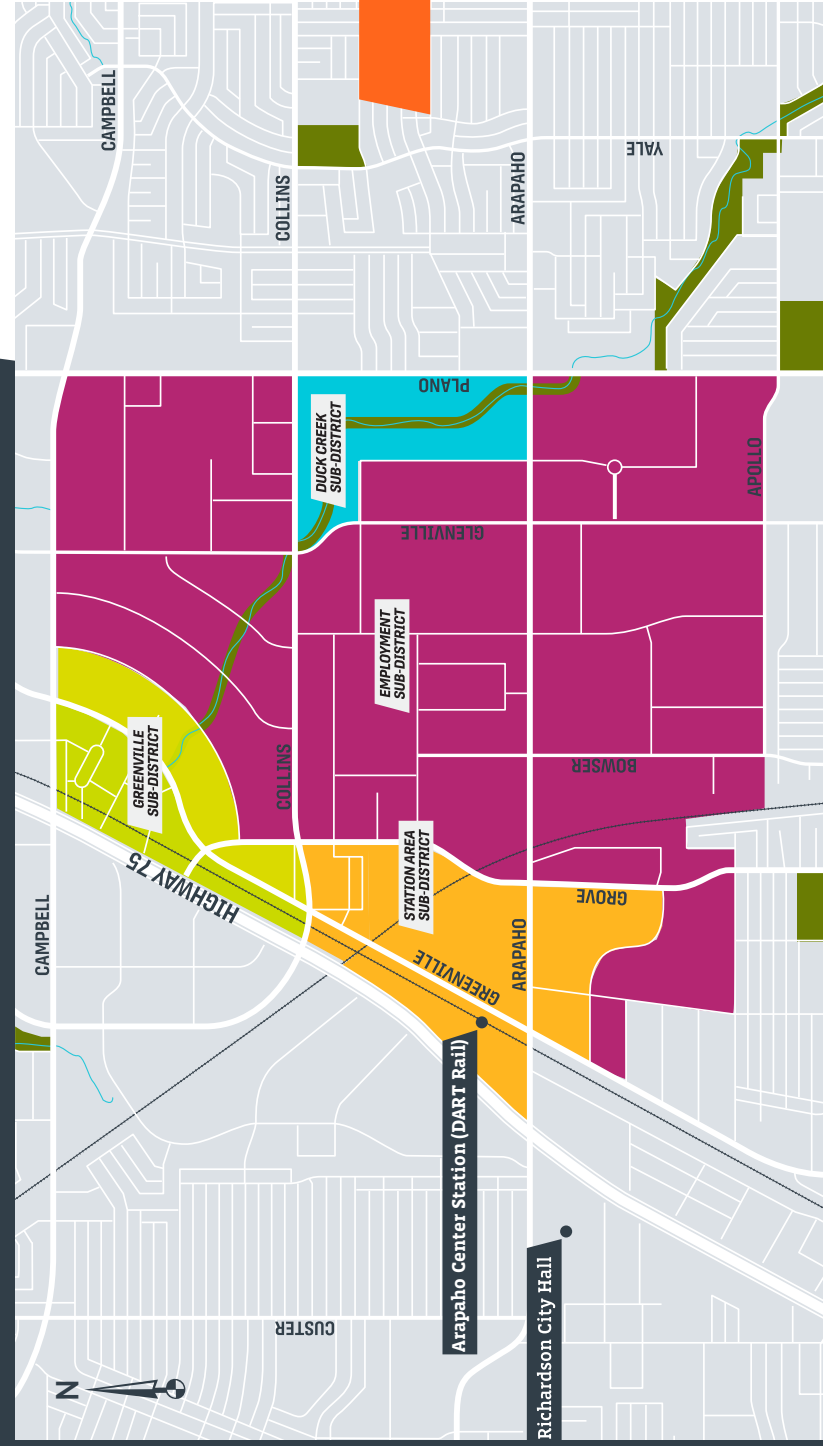 CAMPBELL
COLLINS
ARAPAHO
YALE
PLANO
DUCK CREEK
SUB-DISTRICT
APOLLO
GLENVILLE
EMPLOYMENT
SUB-DISTRICT
GREENVILLE
SUB-DISTRICT
COLLINS
BOWSER
HIGHWAY 75
STATION AREA
SUB-DISTRICT
CAMPBELL
GROVE
ARAPAHO
GREENVILLE
Arapaho Center Station (DART Rail)
Richardson City Hall
CUSTER
N